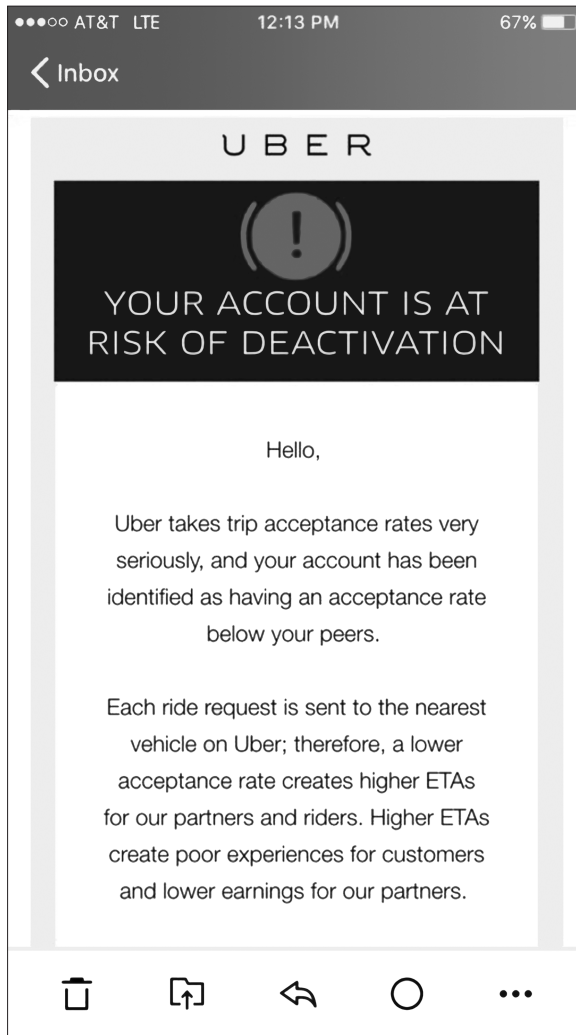 AT&T LTE 12:13 PM 67%
Inbox
UBER
!
YOUR ACCOUNT IS AT
RISK OF DEACTIVATION
Hello,
Uber takes trip acceptance rates very
seriously, and your account has been
identified as having an acceptance rate
below your peers.
Each ride request is sent to the nearest
vehicle on Uber; therefore, a lower
acceptance rate creates higher ETAs
for our partners and riders. Higher ETAs
create poor experiences for customers
and lower earnings for our partners.